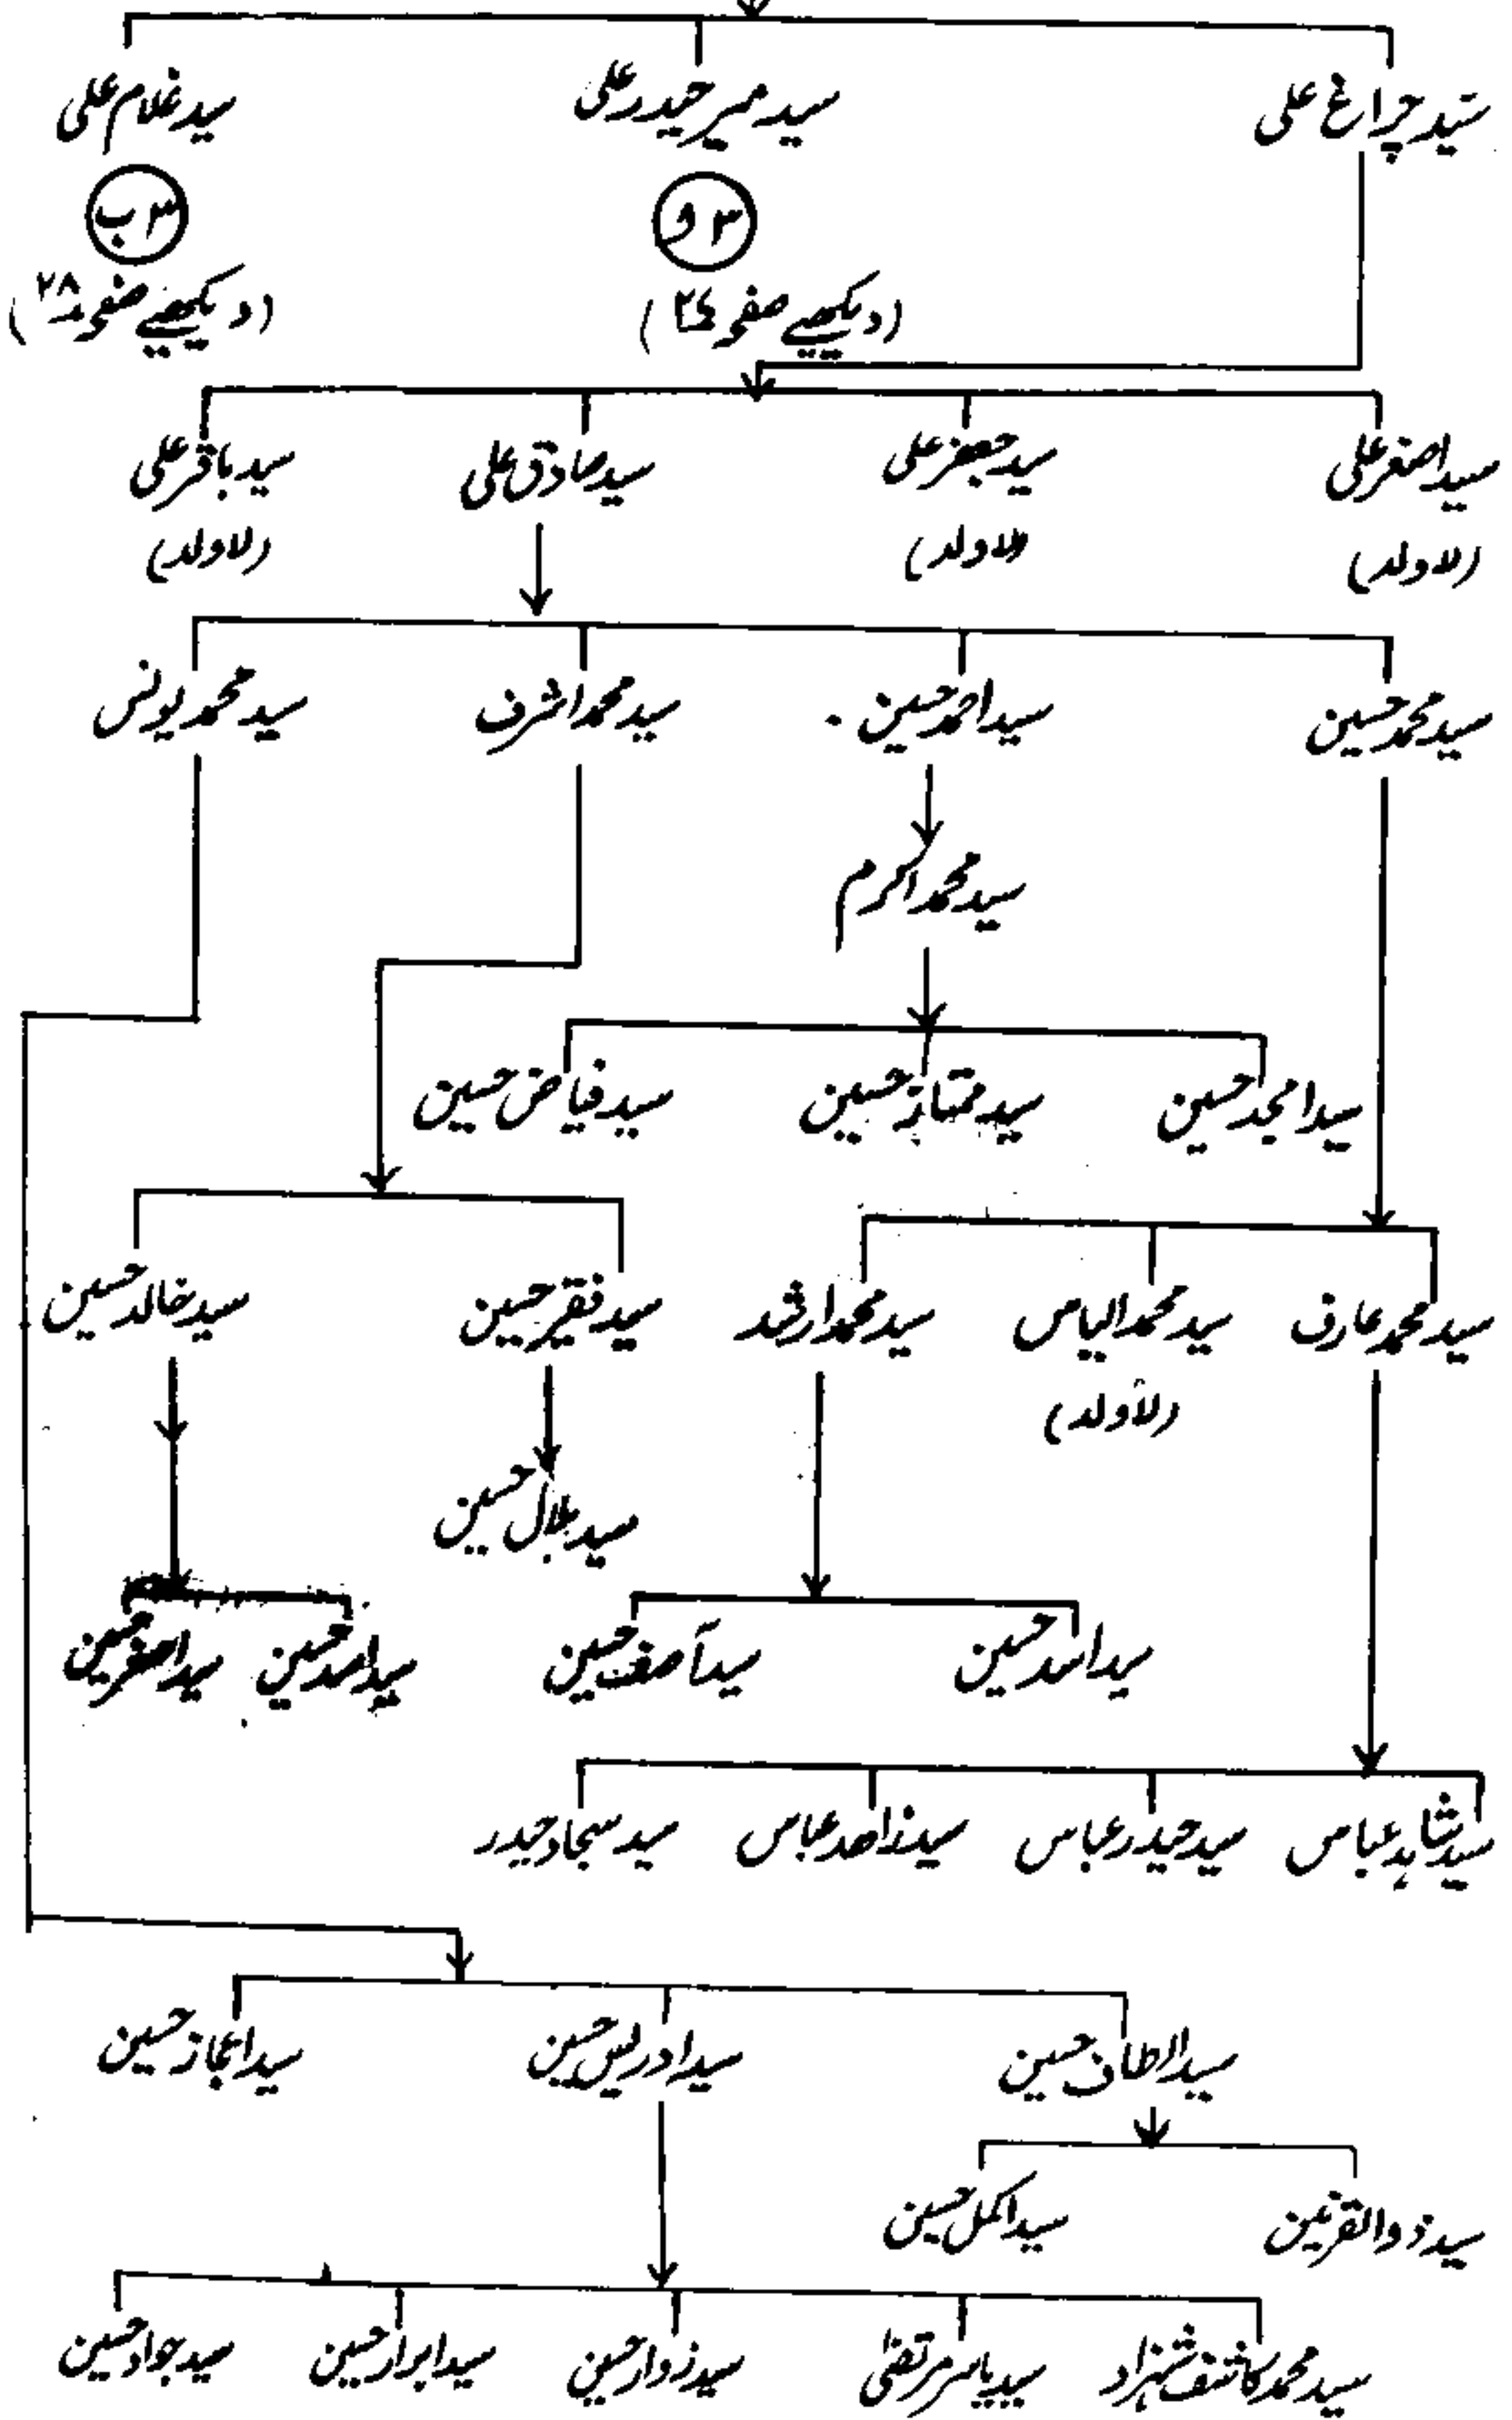 سید چراغ علی سید میر حیدر علی سید غلام علی
۳ و ۳ ب
(دیکھیے صفحہ ۲۷) (دیکھیے صفحہ ۲۸)
سید اصغر علی سید جعفر علی سید صادق علی سید باقر علی
(لاولد) (لاولد) (لاولد)
سید محمد حسین سید احمد حسین سید محمد اشرف سید محمد یونس
سید محمد اکرم
سید امجد حسین سید ممتاز حسین سید فیاض حسین
سید محمد عارف سید محمد الیاس سید محمد ارشد سید فقیر حسین سید خالد حسین
(لاولد)
سید بلال حسین
سید اسد حسین سید آصف حسین سید اسد حسین سید اصغر حسین
سید شاہد عباس سید حیدر عباس سید زاہد عباس سید سجاد حیدر
سید الطاف حسین سید ادریس حسین سید اعجاز حسین
سید ذوالقرنین سید اکمل حسین
سید محمد کاشف شہزاد سید یاسر مرتضیٰ سید زوار حسین سید ابرار حسین سید جواد حسین